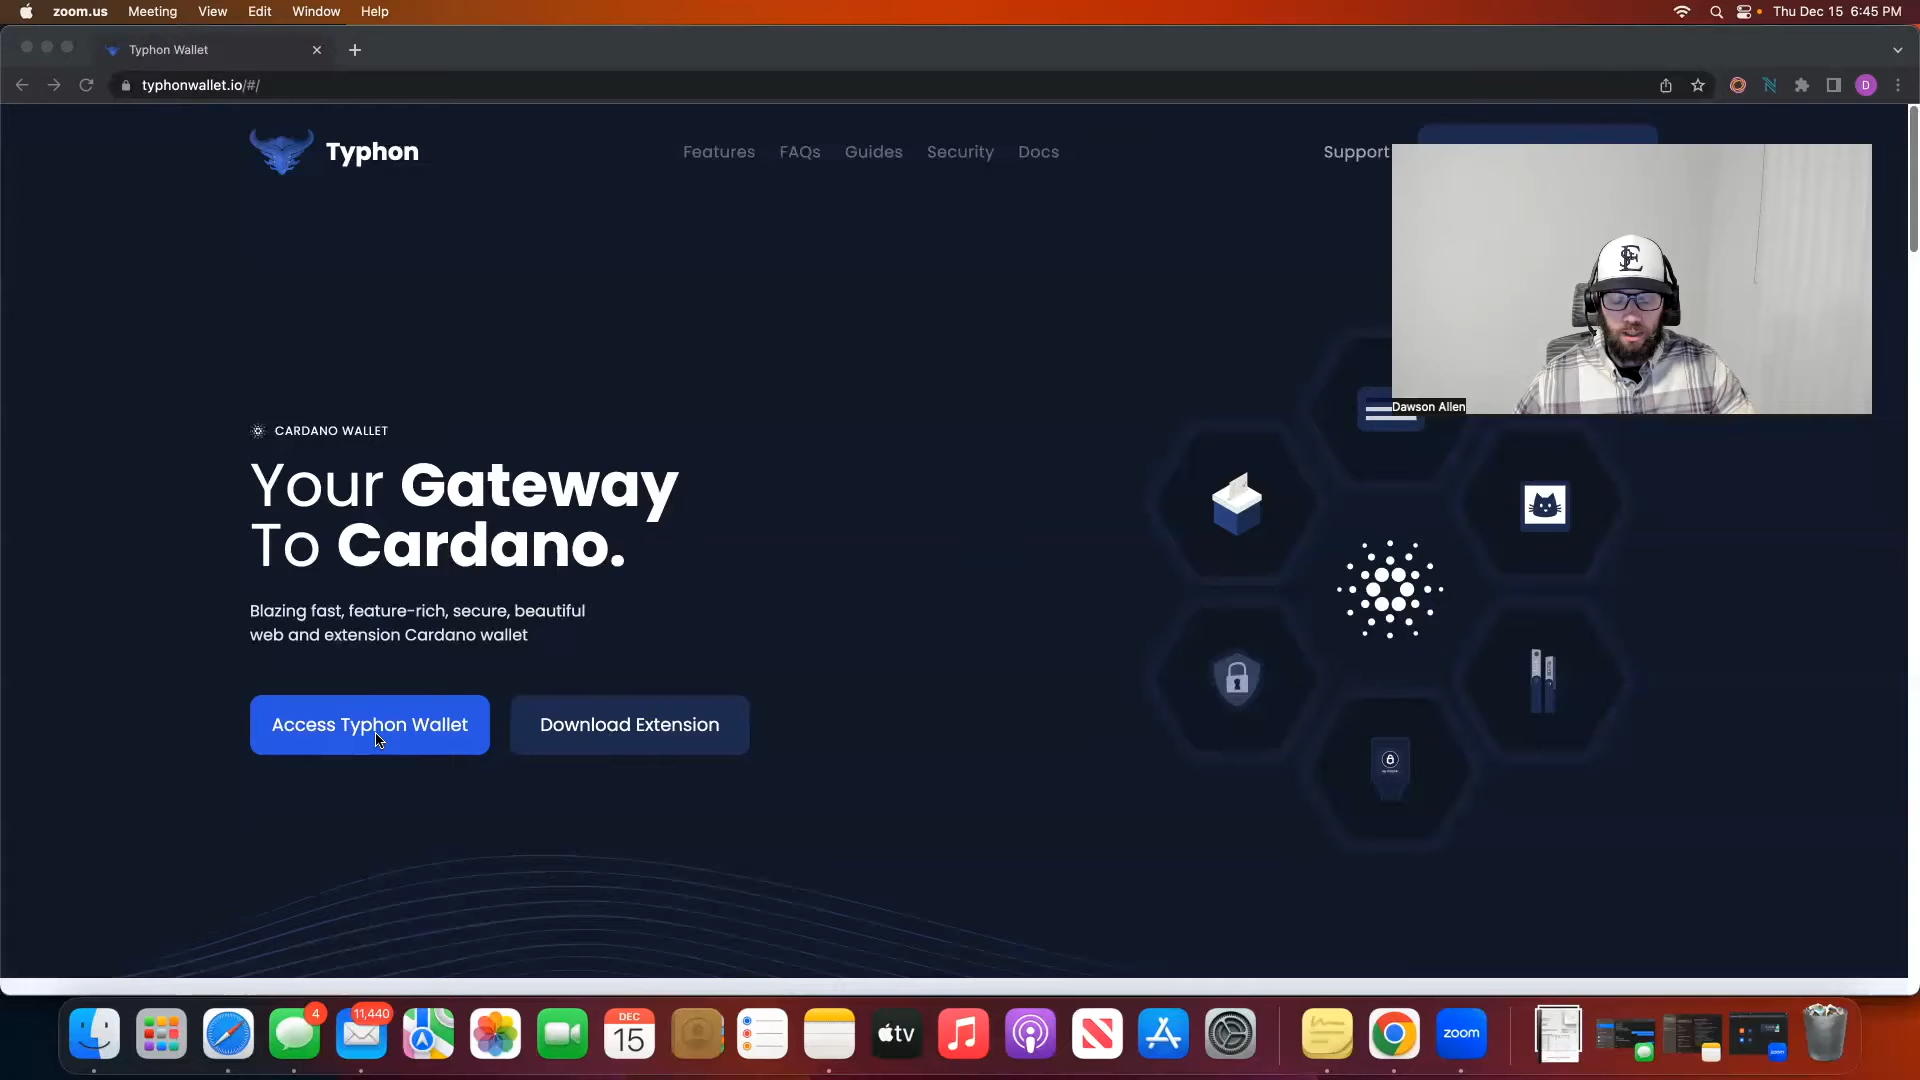 zoom.us Meeting View Edit Window Help
Thu Dec 15 6:45 PM
Typhon Wallet
typhonwallet.io/#/
D
Typhon
Features FAQs Guides Security Docs
Support
Dawson Allen
CARDANO WALLET
Your Gateway
To Cardano.
Blazing fast, feature-rich, secure, beautiful
web and extension Cardano wallet
Access Typhon Wallet
Download Extension
4
11,440
DEC
15
tv
zoom